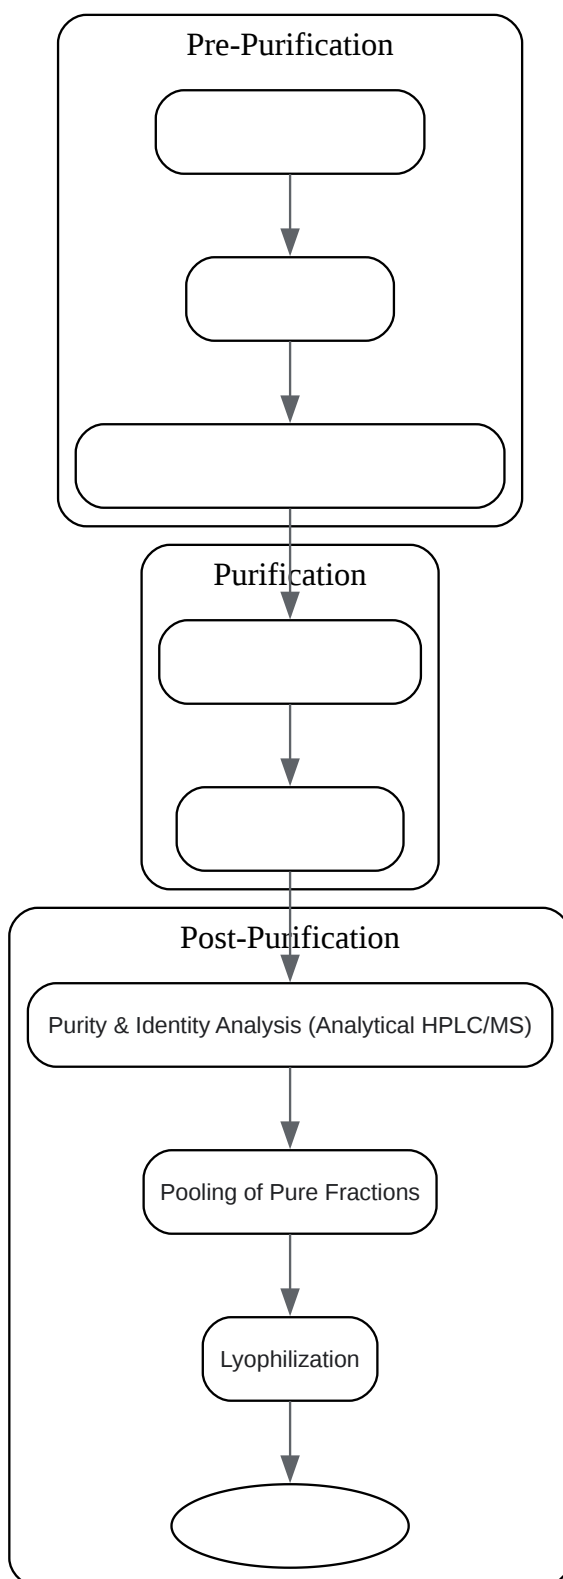 Pre-Purification
Purification
Post-Purification
Purity & Identity Analysis (Analytical HPLC/MS)
Pooling of Pure Fractions
Lyophilization